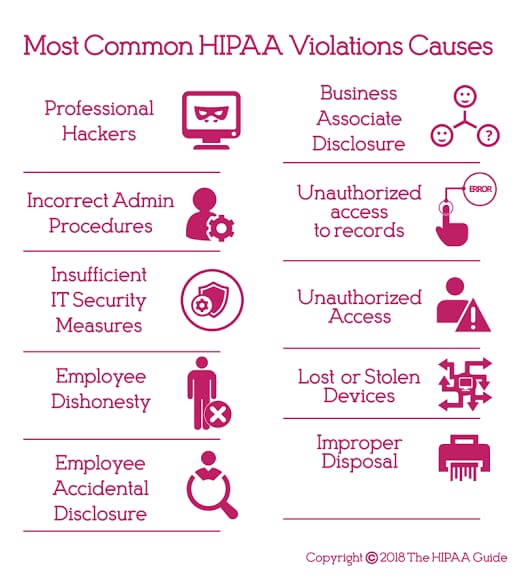 Most Common HIPAA Violations Causes
Professional
Hackers
Incorrect Admin
Procedures
Insufficient
IT Security
Measures
Employee
Dishonesty
Employee
Accidental
Disclosure
Business
Associate
Disclosure
?
Unauthorized
access
to records
ERROR
Unauthorized
Access
Lost or Stolen
Devices
Improper
Disposal
Copyright © 2018 The HIPAA Guide